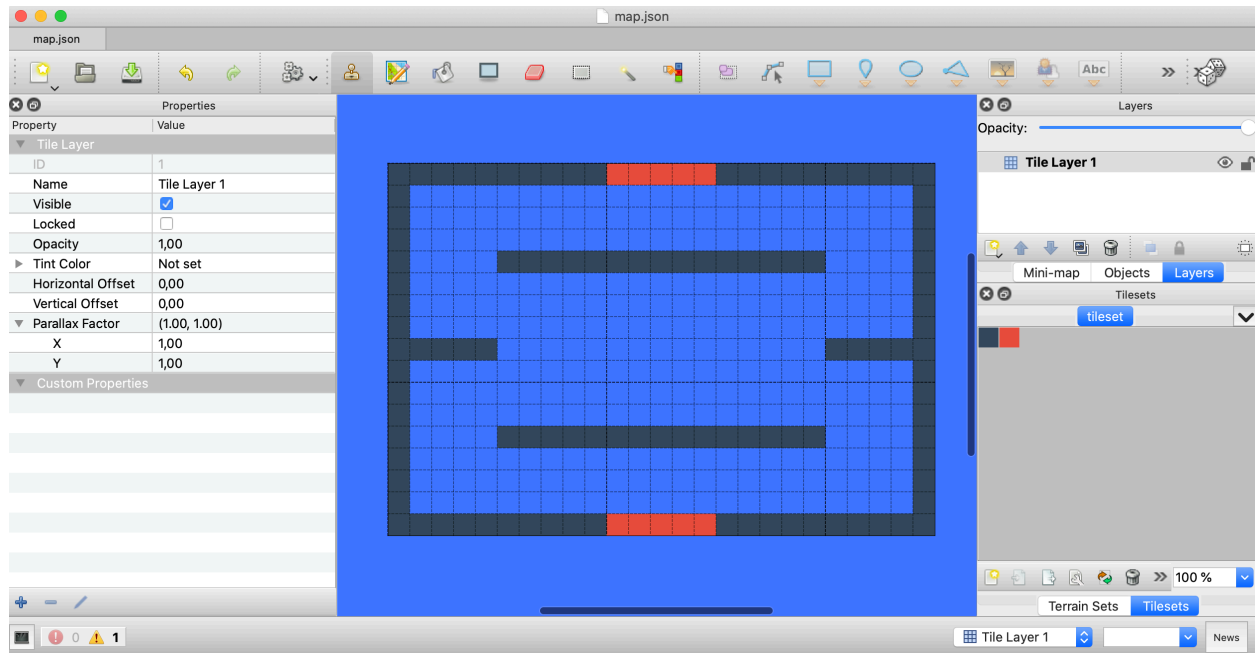 map.json
map.json
Abc
Properties
Property Value
Tile Layer
ID 1
Name Tile Layer 1
Visible
Locked
Opacity 1,00
Tint Color Not set
Horizontal Offset 0,00
Vertical Offset 0,00
Parallax Factor (1.00, 1.00)
X 1,00
Y 1,00
Custom Properties
Layers
Opacity:
Tile Layer 1
Mini-map Objects Layers
Tilesets
tileset
100 %
Terrain Sets Tilesets
0 1
Tile Layer 1
News